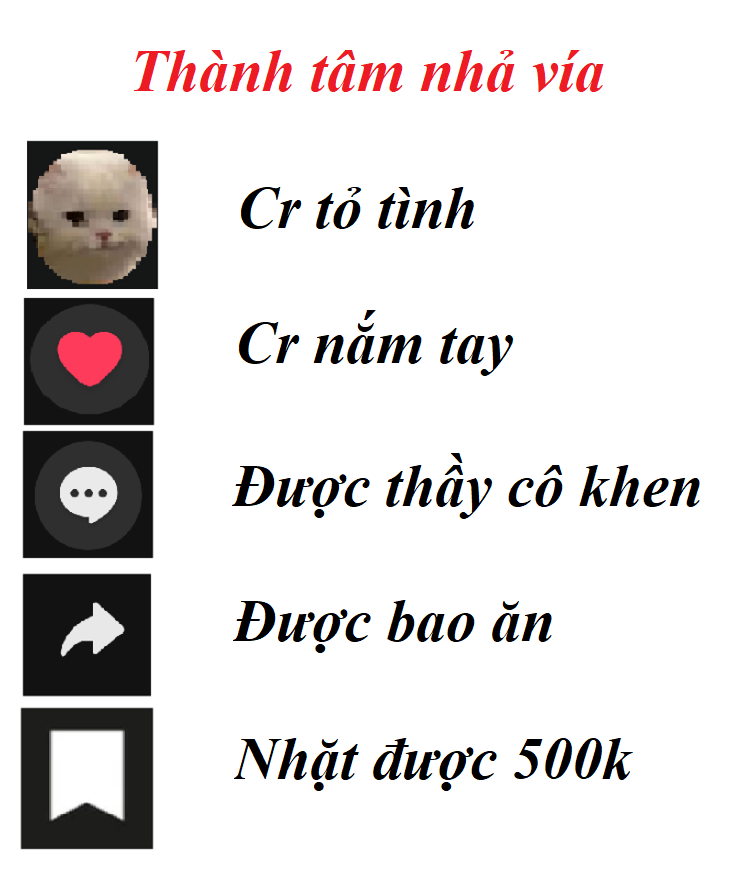 Thành tâm nhả vía
Cr tỏ tình
Cr nắm tay
Được thầy cô khen
Được bao ăn
Nhặt được 500k